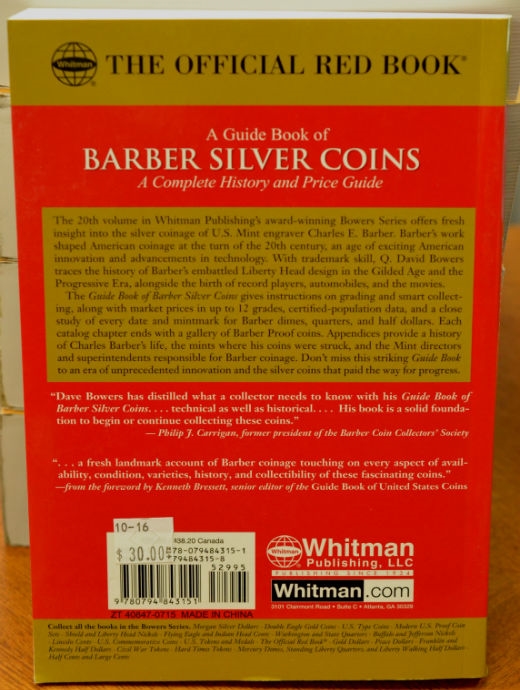 Whitman
THE OFFICIAL RED BOOK®
A Guide Book of
BARBER SILVER COINS
A Complete History and Price Guide
The 20th volume in Whitman Publishing's award-winning Bowers Series offers fresh
insight into the silver coinage of U.S. Mint engraver Charles E. Barber. Barber's work
shaped American coinage at the turn of the 20th century, an age of exciting American
innovation and advancements in technology. With trademark skill, Q. David Bowers
traces the history of Barber's embattled Liberty Head design in the Gilded Age and the
Progressive Era, alongside the birth of record players, automobiles, and the movies.
The Guide Book of Barber Silver Coins gives instructions on grading and smart collect-
ing, along with market prices in up to 12 grades, certified-population data, and a close
study of every date and mintmark for Barber dimes, quarters, and half dollars. Each
catalog chapter ends with a gallery of Barber Proof coins. Appendices provide a history
of Charles Barber's life, the mints where his coins were struck, and the Mint directors
and superintendents responsible for Barber coinage. Don't miss this striking Guide Book
to an era of unprecedented innovation and the silver coins that paid the way for progress.
"Dave Bowers has distilled what a collector needs to know with his Guide Book of
Barber Silver Coins. . . . technical as well as historical. . . . His book is a solid founda-
tion to begin or continue collecting these coins."
— Philip J. Carrigan, former president of the Barber Coin Collectors' Society
". . . a fresh landmark account of Barber coinage touching on every aspect of avail-
ability, condition, varieties, history, and collectibility of these fascinating coins."
—from the foreword by Kenneth Bressett, senior editor of the Guide Book of United States Coins
10-16
$ 30.00
$38.20 Canada
78-079484315-1
79484315-8
52995
9 780794 843151
ZT 40847-0715 MADE IN CHINA
Whitman
Whitman®
Publishing, LLC
PUBLISHING SINCE 1934
Whitman.com
3101 Clairmont Road • Suite C • Atlanta, GA 30329
Collect all the books in the Bowers Series. Morgan Silver Dollars · Double Eagle Gold Coins · U.S. Type Coins · Modern U.S. Proof Coin
Sets · Shield and Liberty Head Nickels · Flying Eagle and Indian Head Cents · Washington and State Quarters · Buffalo and Jefferson Nickels
· Lincoln Cents · U.S. Commemorative Coins · U.S. Tokens and Medals · The Official Red Book® · Gold Dollars · Peace Dollars · Franklin and
Kennedy Half Dollars · Civil War Tokens · Hard Times Tokens · Mercury Dimes, Standing Liberty Quarters, and Liberty Walking Half Dollars ·
Half Cents and Large Cents